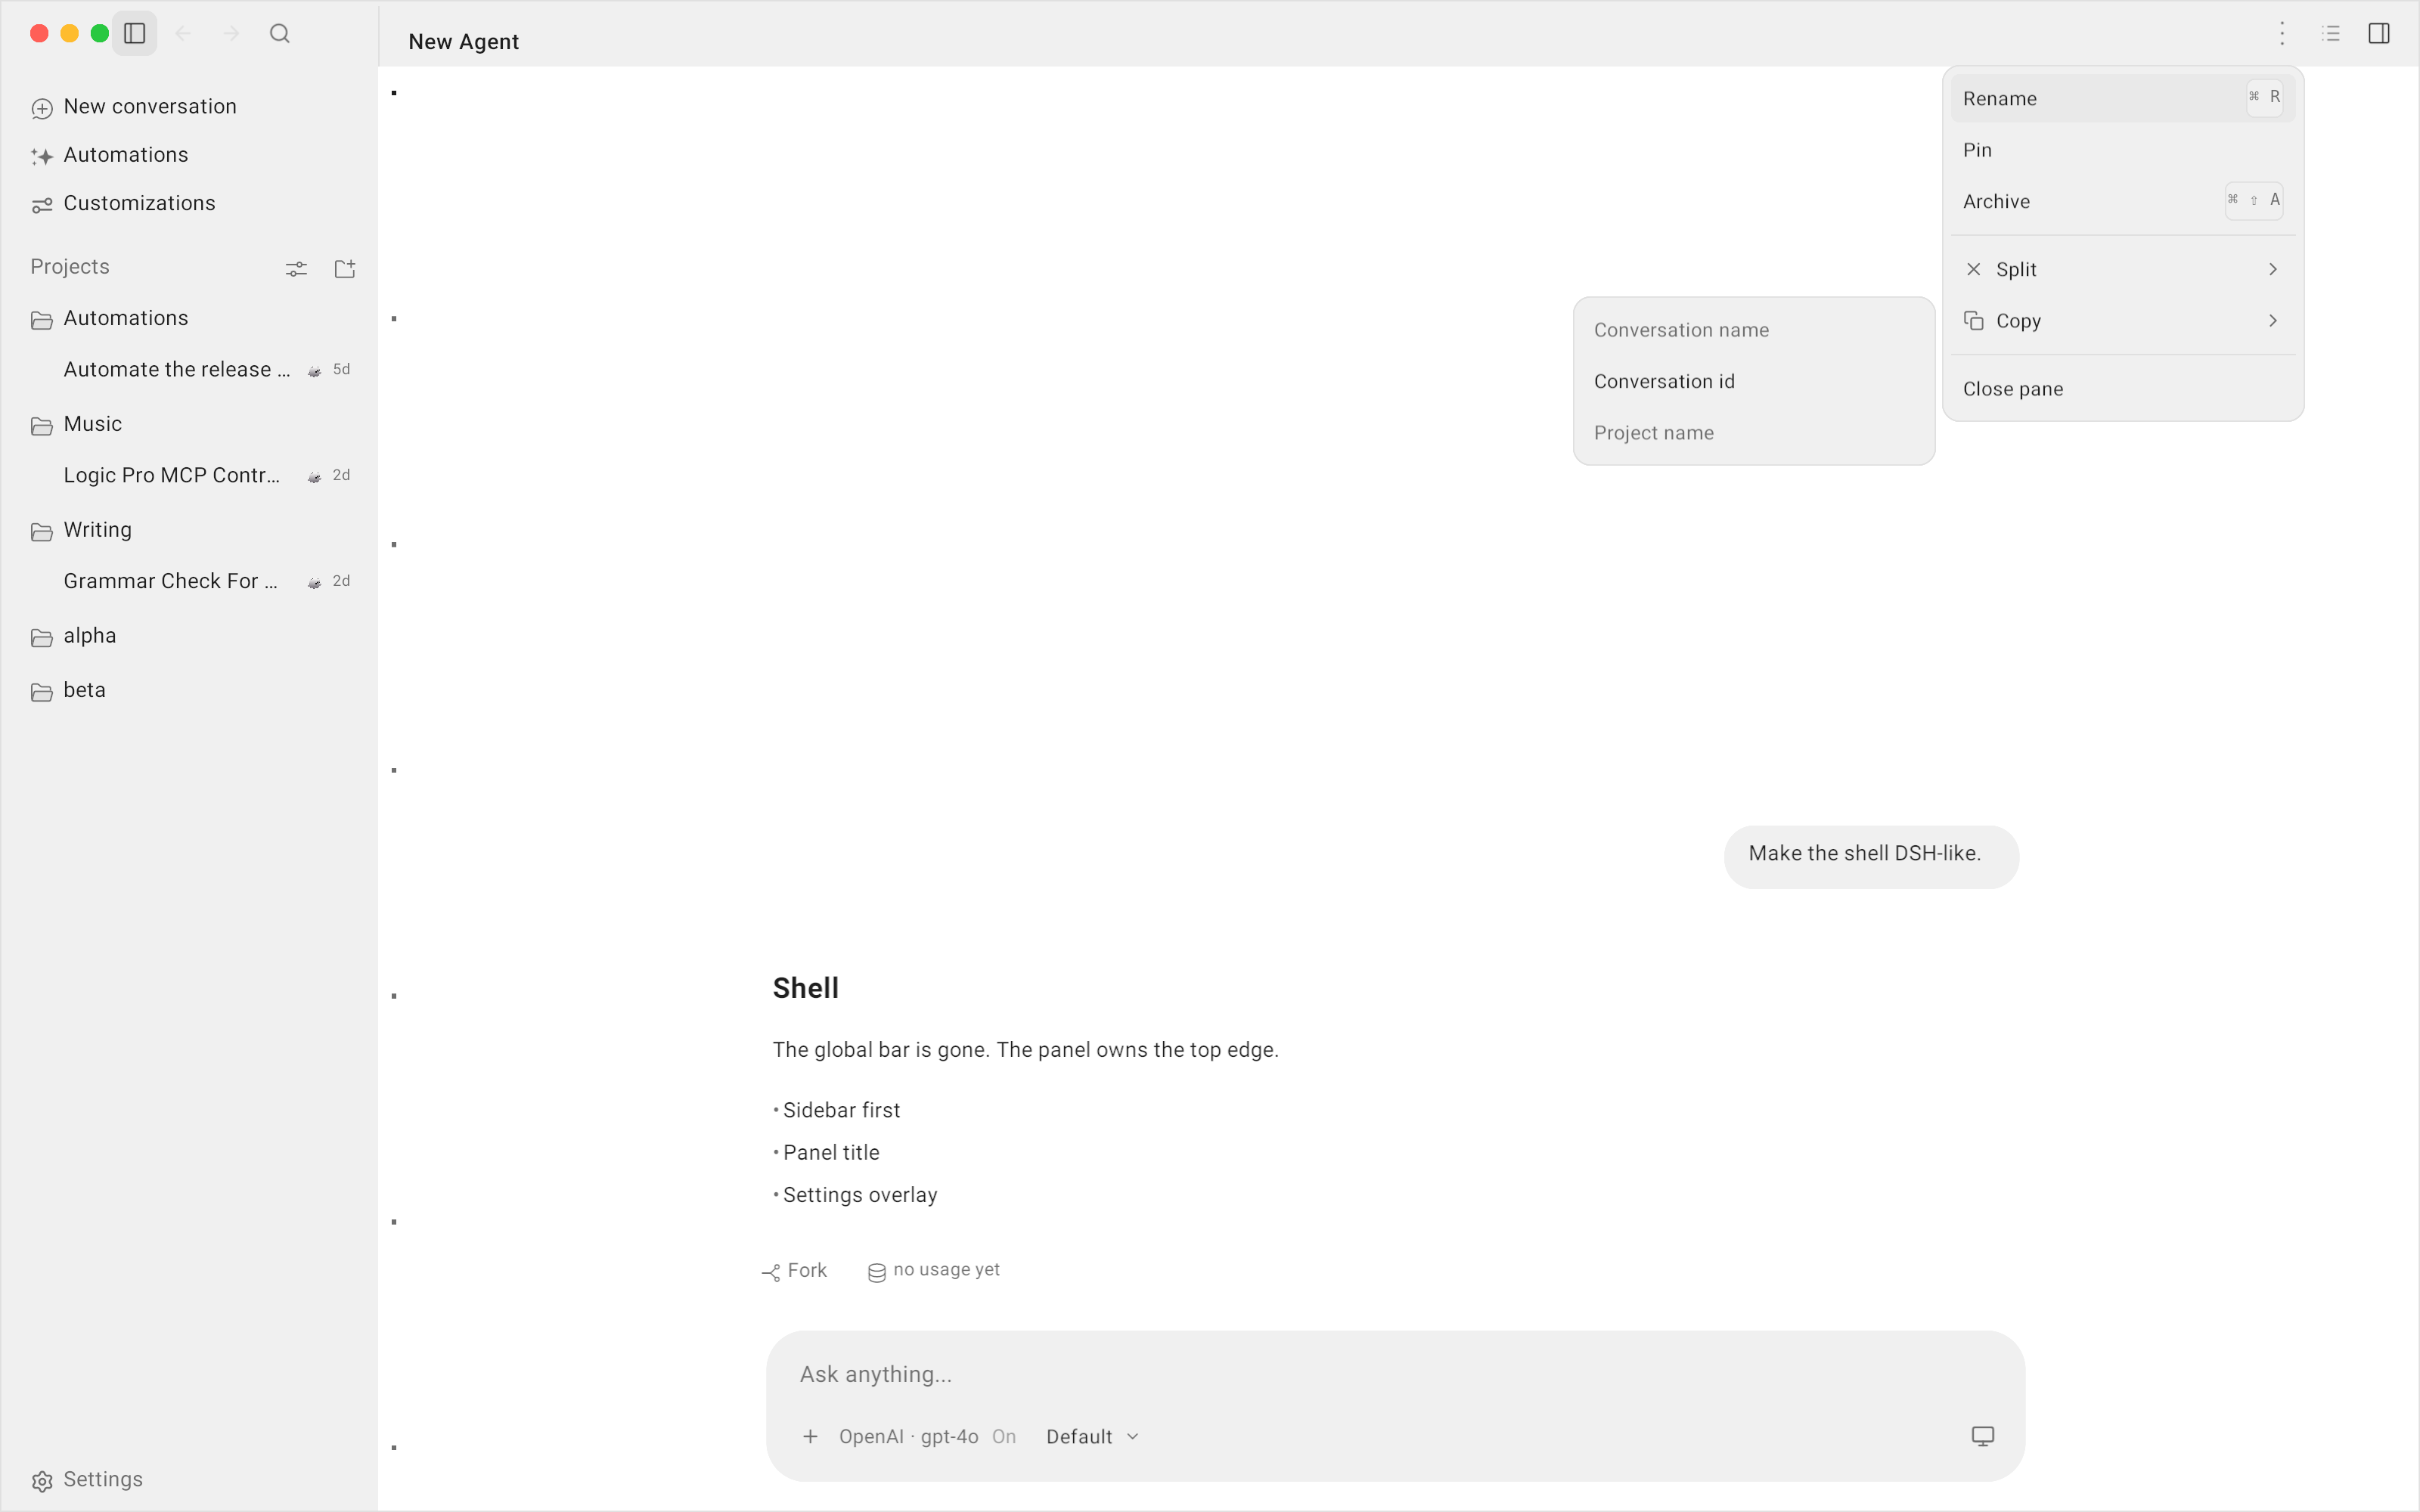 New Agent
New conversation
Automations
Customizations
Projects
Automations
Automate the release ... 5d
Music
Logic Pro MCP Contr... 2d
Writing
Grammar Check For ... 2d
alpha
beta
Settings
Rename ⌘ R
Pin
Archive ⌘ ⇧ A
Split
Copy
Close pane
Conversation name
Conversation id
Project name
Make the shell DSH-like.
Shell
The global bar is gone. The panel owns the top edge.
• Sidebar first
• Panel title
• Settings overlay
Fork no usage yet
Ask anything...
OpenAI · gpt-4o On Default